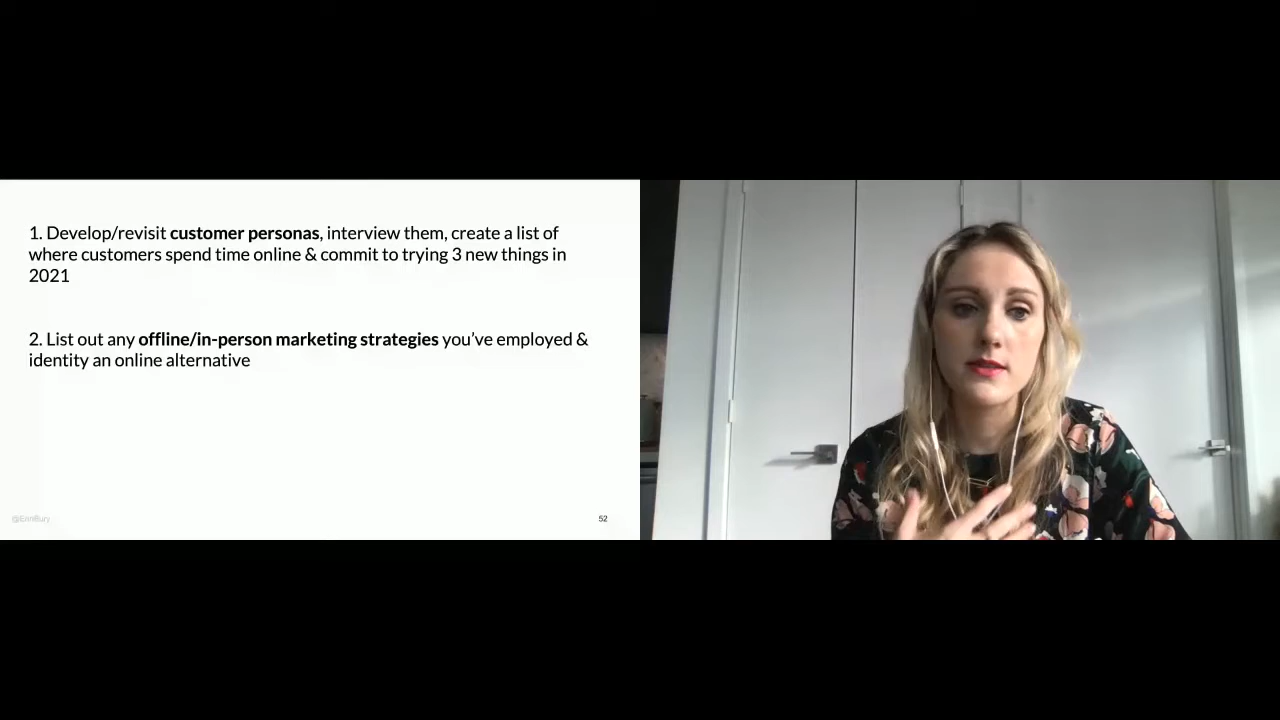 1. Develop/revisit customer personas, interview them, create a list of
where customers spend time online & commit to trying 3 new things in
2021
2. List out any offline/in-person marketing strategies you've employed &
identity an online alternative
@ErinBury
52